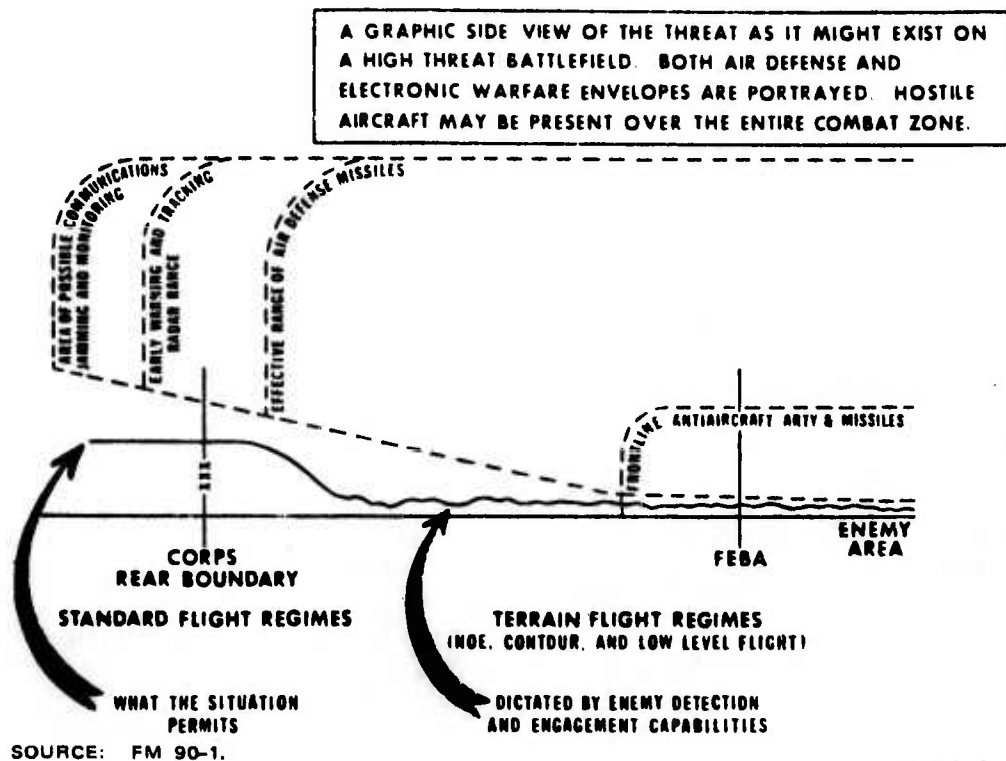 A GRAPHIC SIDE VIEW OF THE THREAT AS IT MIGHT EXIST ON
A HIGH THREAT BATTLEFIELD. BOTH AIR DEFENSE AND
ELECTRONIC WARFARE ENVELOPES ARE PORTRAYED. HOSTILE
AIRCRAFT MAY BE PRESENT OVER THE ENTIRE COMBAT ZONE.
AREA OF POSSIBLE COMMUNICATIONS
JAMMING AND MONITORING
EARLY WARNING AND TRACKING
RADAR RANGE
EFFECTIVE RANGE OF AIR DEFENSE MISSILES
FRONTLINE ANTIAIRCRAFT ARTY & MISSILES
XXX
ENEMY
AREA
CORPS
REAR BOUNDARY
FEBA
STANDARD FLIGHT REGIMES
TERRAIN FLIGHT REGIMES
(NOE, CONTOUR, AND LOW LEVEL FLIGHT)
WHAT THE SITUATION
PERMITS
DICTATED BY ENEMY DETECTION
AND ENGAGEMENT CAPABILITIES
SOURCE: FM 90-1.